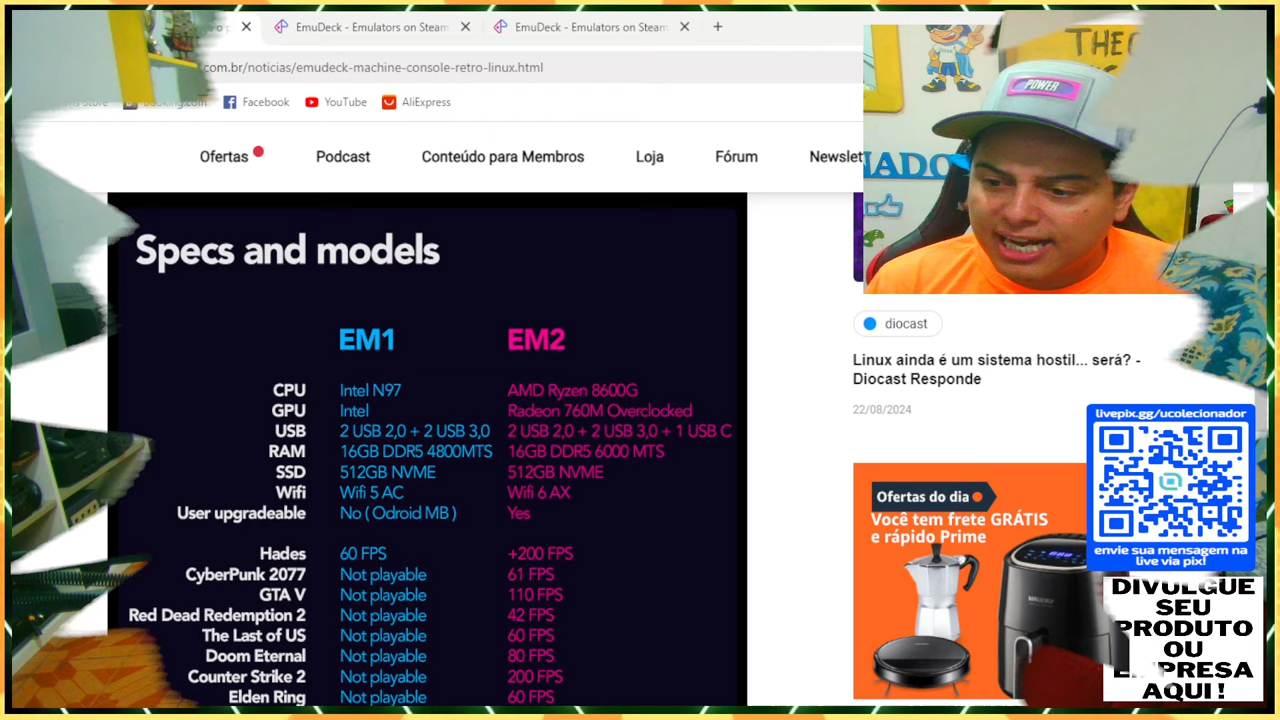 EmuDeck - Emulators on Steam
EmuDeck - Emulators on Steam
com.br/noticias/emudeck-machine-console-retro-linux.html
Facebook
YouTube
AliExpress
Ofertas
Podcast
Conteúdo para Membros
Loja
Fórum
Newslet
THE
POWER
Specs and models
EM1 EM2
CPU Intel N97 AMD Ryzen 8600G
GPU Intel Radeon 760M Overclocked
USB 2 USB 2,0 + 2 USB 3,0 2 USB 2,0 + 2 USB 3,0 + 1 USB C
RAM 16GB DDR5 4800MTS 16GB DDR5 6000 MTS
SSD 512GB NVME 512GB NVME
Wifi Wifi 5 AC Wifi 6 AX
User upgradeable No ( Odroid MB ) Yes
Hades 60 FPS +200 FPS
CyberPunk 2077 Not playable 61 FPS
GTA V Not playable 110 FPS
Red Dead Redemption 2 Not playable 42 FPS
The Last of US Not playable 60 FPS
Doom Eternal Not playable 80 FPS
Counter Strike 2 Not playable 200 FPS
Elden Ring Not playable 60 FPS
diocast
Linux ainda é um sistema hostil... será? -
Diocast Responde
22/08/2024
livepix.gg/ucolecionador
envie sua mensagem na
live via pix!
Ofertas do dia
Você tem frete GRÁTIS
e rápido Prime
DIVULGUE
SEU
PRODUTO
OU
EMPRESA
AQUI!